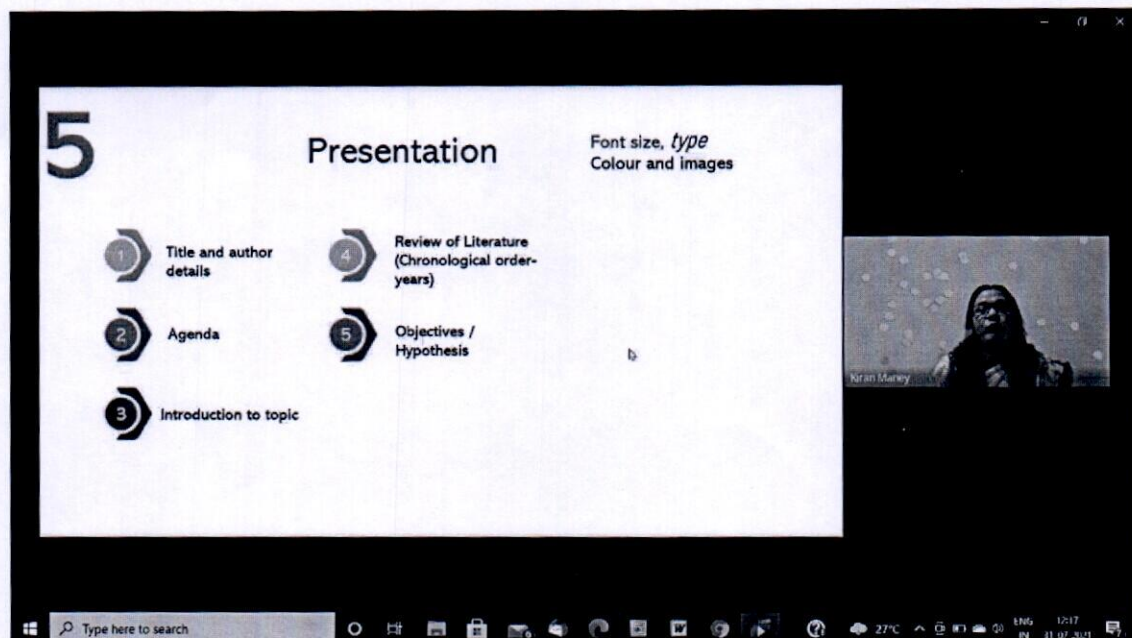 5
Presentation
Font size, type
Colour and images
1
Title and author
details
2
Agenda
3
Introduction to topic
4
Review of Literature
(Chronological order-
years)
5
Objectives /
Hypothesis
Kiran Maney
Type here to search
27°C
ENG
IN
12:17